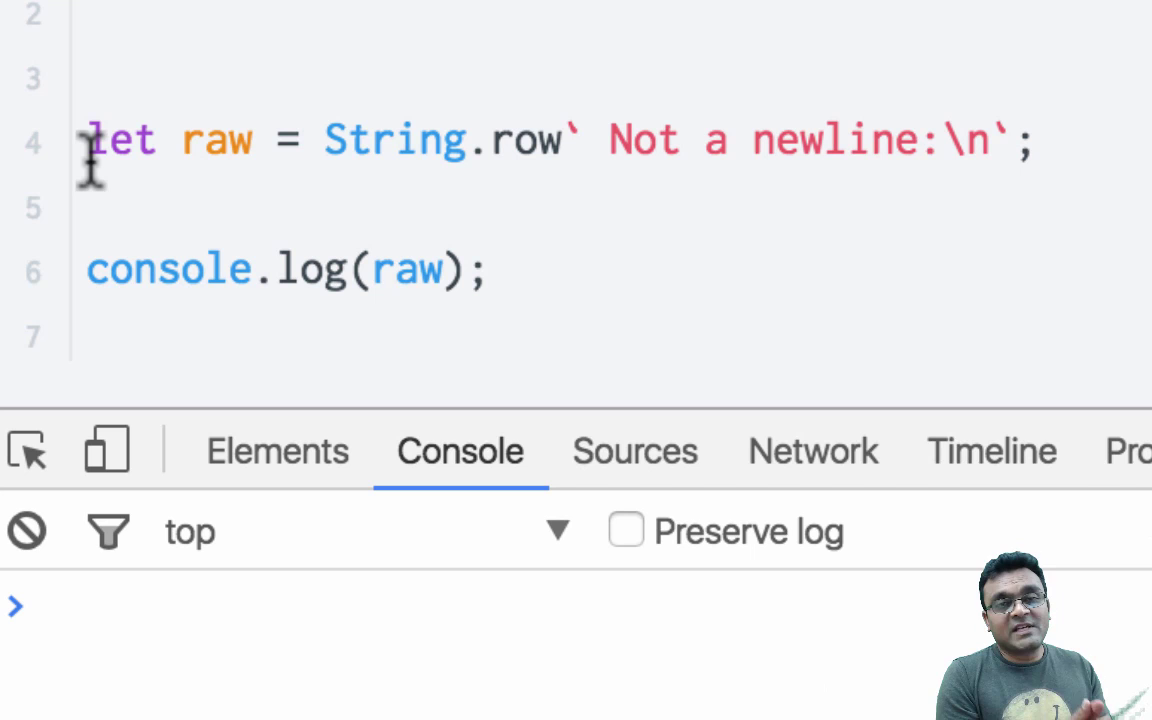 2
3
4 let raw = String.row` Not a newline:\n`;
5
6 console.log(raw);
7
Elements Console Sources Network Timeline Pro
top Preserve log